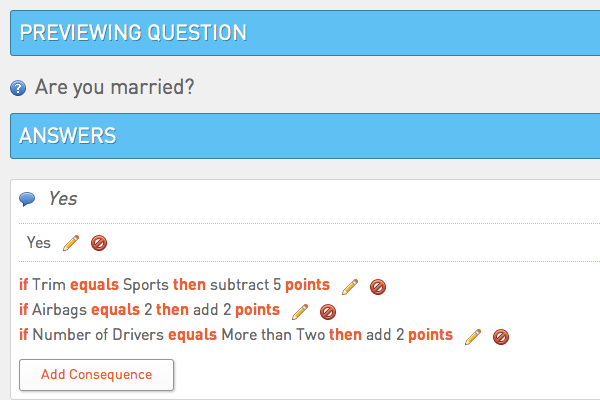 PREVIEWING QUESTION
Are you married?
ANSWERS
Yes
Yes
if Trim equals Sports then subtract 5 points
if Airbags equals 2 then add 2 points
if Number of Drivers equals More than Two then add 2 points
Add Consequence